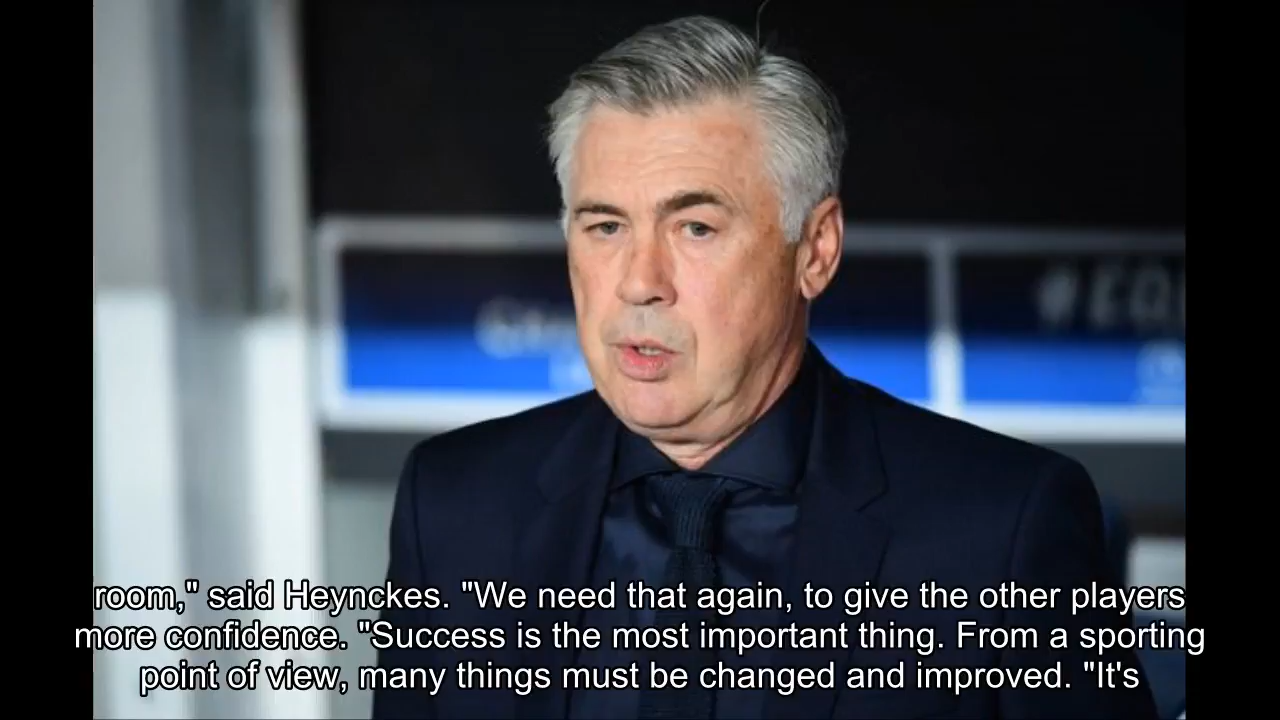 room," said Heynckes. "We need that again, to give the other players
more confidence. "Success is the most important thing. From a sporting
point of view, many things must be changed and improved. "It's